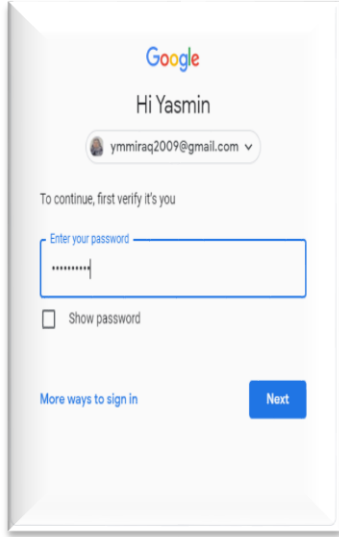 Google
Hi Yasmin
ymmiraq2009@gmail.com
To continue, first verify it's you
Enter your password
••••••••••
Show password
More ways to sign in
Next